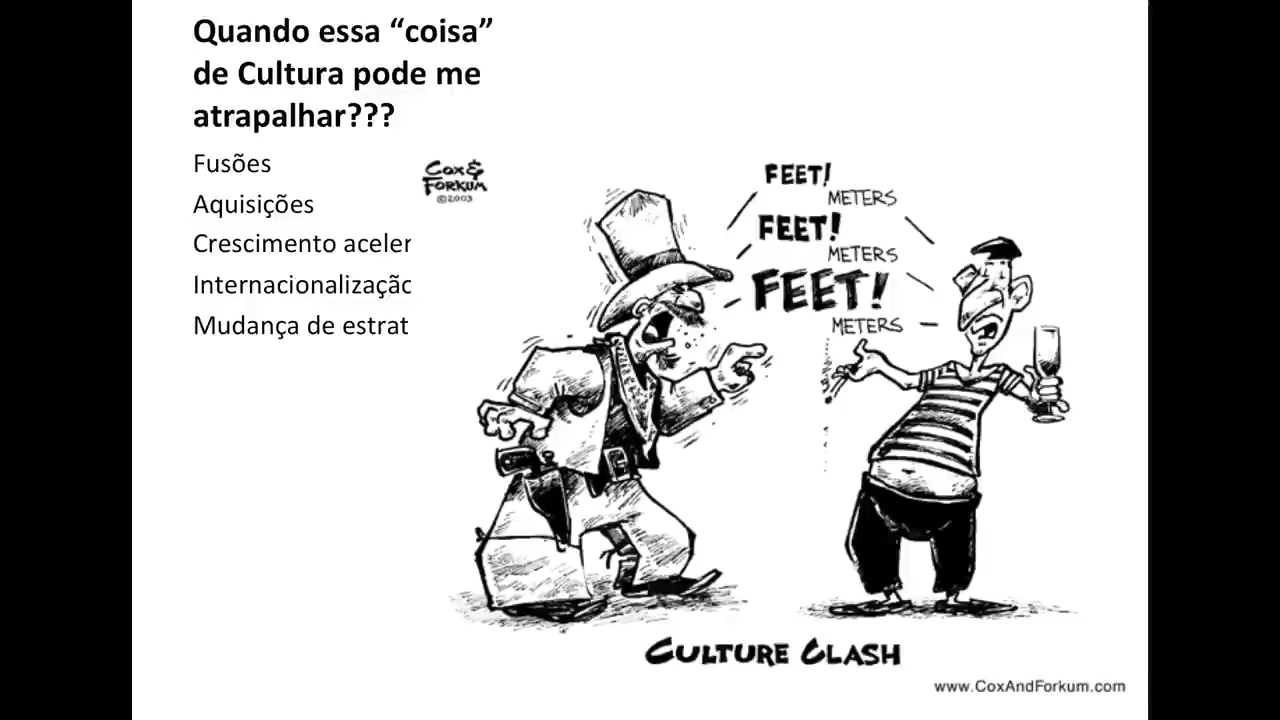 Quando essa “coisa”
de Cultura pode me
atrapalhar???
Fusões
Aquisições
Crescimento aceler
Internacionalizaçã
Mudança de estrat
COX &
FORKUM
©2003
FEET!
METERS
FEET!
METERS
FEET!
METERS
CULTURE CLASH
www.CoxAndForkum.com